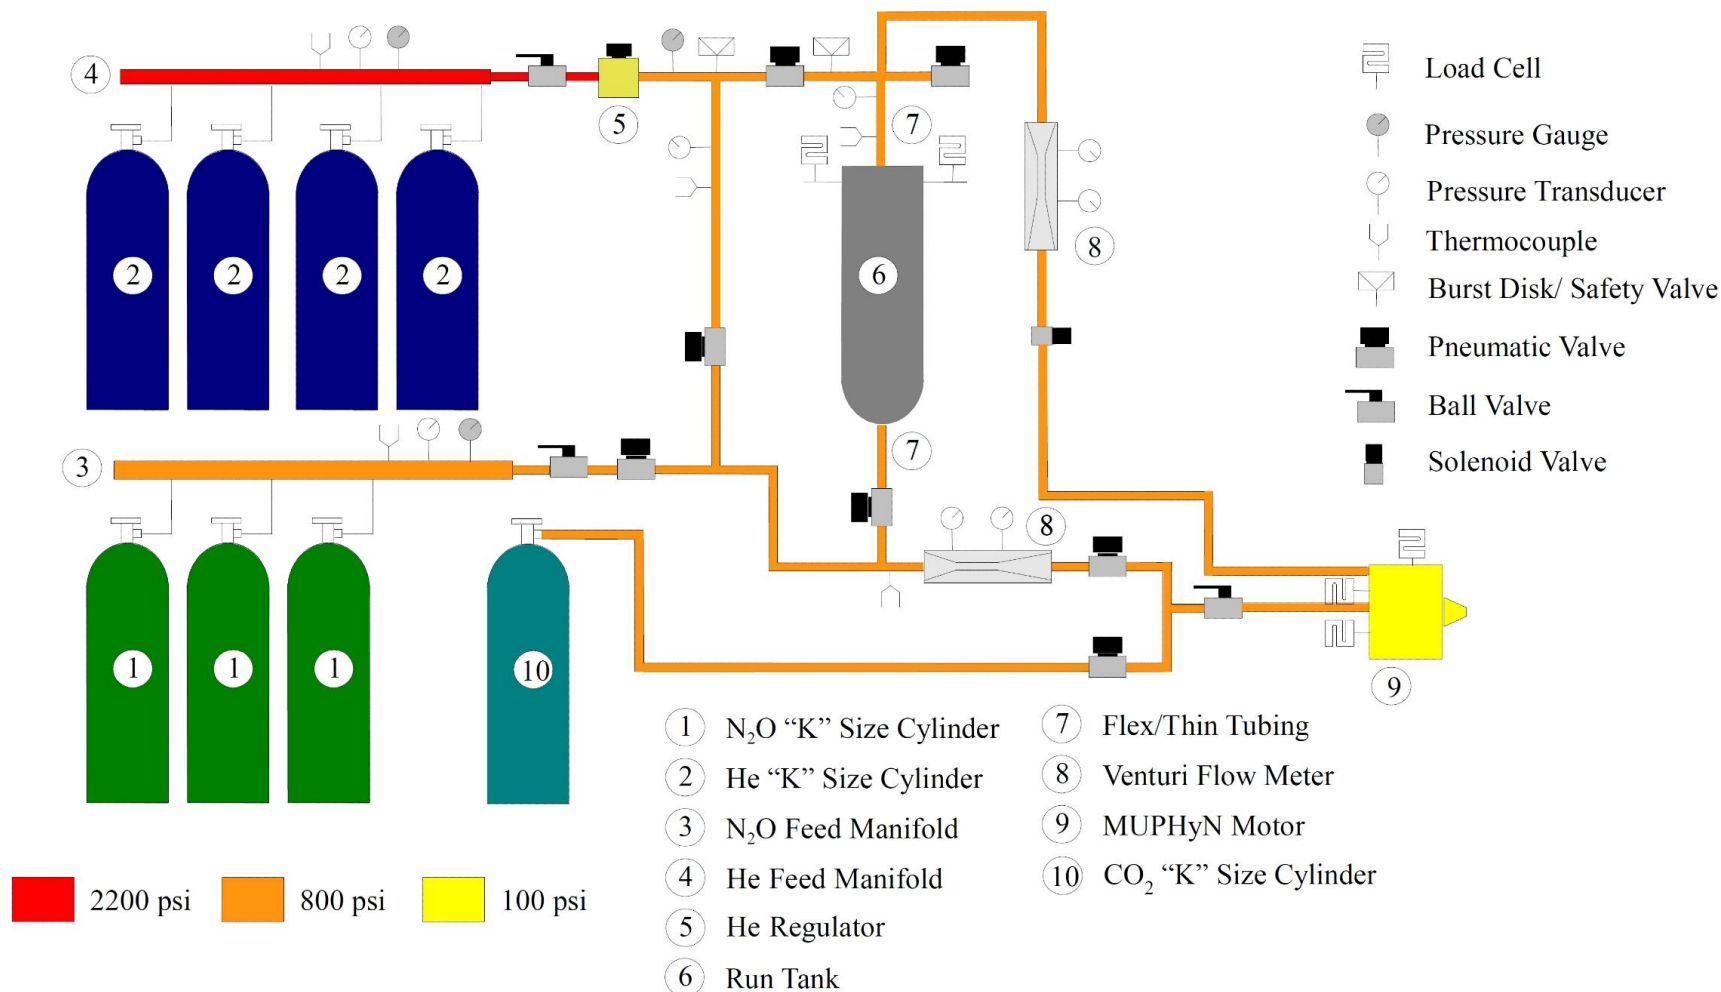 4
5
7
2
2
2
2
6
8
3
7
8
1
1
1
10
9
Load Cell
Pressure Gauge
Pressure Transducer
Thermocouple
Burst Disk/ Safety Valve
Pneumatic Valve
Ball Valve
Solenoid Valve
1 N₂O “K” Size Cylinder
2 He “K” Size Cylinder
3 N₂O Feed Manifold
4 He Feed Manifold
5 He Regulator
6 Run Tank
7 Flex/Thin Tubing
8 Venturi Flow Meter
9 MUPHyN Motor
10 CO₂ “K” Size Cylinder
2200 psi
800 psi
100 psi